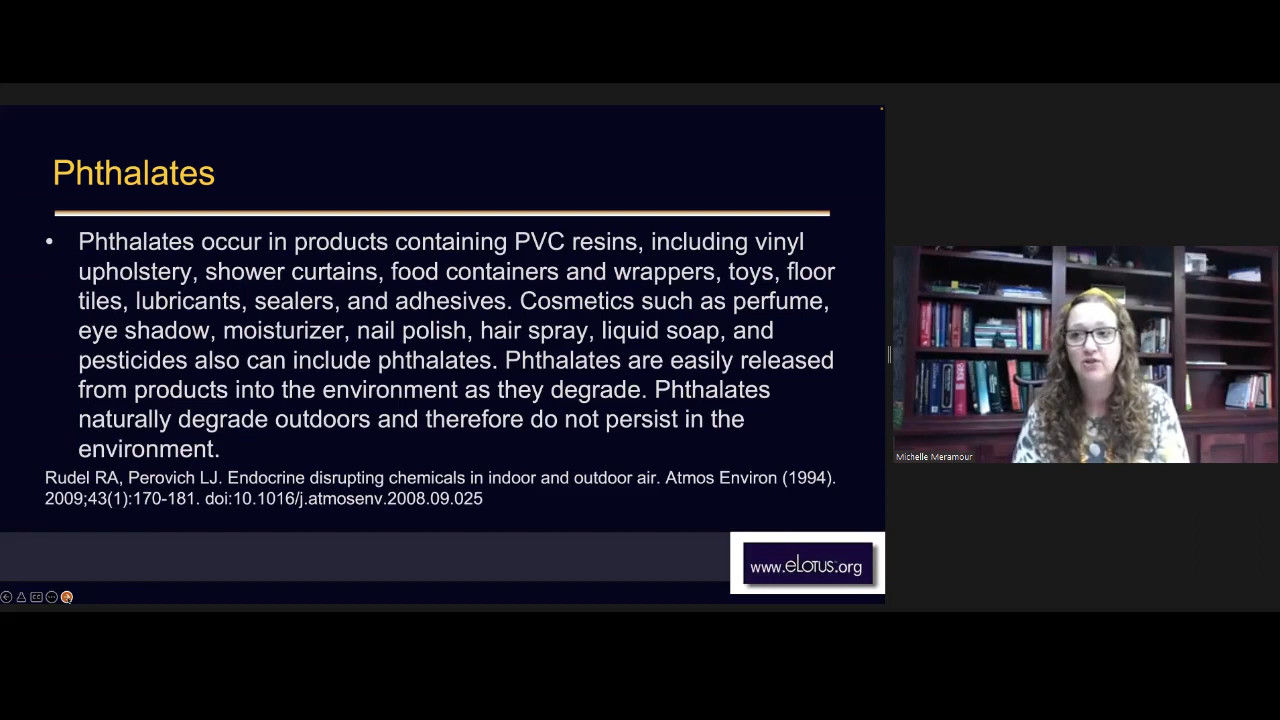 Phthalates
• Phthalates occur in products containing PVC resins, including vinyl
upholstery, shower curtains, food containers and wrappers, toys, floor
tiles, lubricants, sealers, and adhesives. Cosmetics such as perfume,
eye shadow, moisturizer, nail polish, hair spray, liquid soap, and
pesticides also can include phthalates. Phthalates are easily released
from products into the environment as they degrade. Phthalates
naturally degrade outdoors and therefore do not persist in the
environment.
Rudel RA, Perovich LJ. Endocrine disrupting chemicals in indoor and outdoor air. Atmos Environ (1994).
2009;43(1):170-181. doi:10.1016/j.atmosenv.2008.09.025
www.eLotus.org
CC
Michelle Meramour